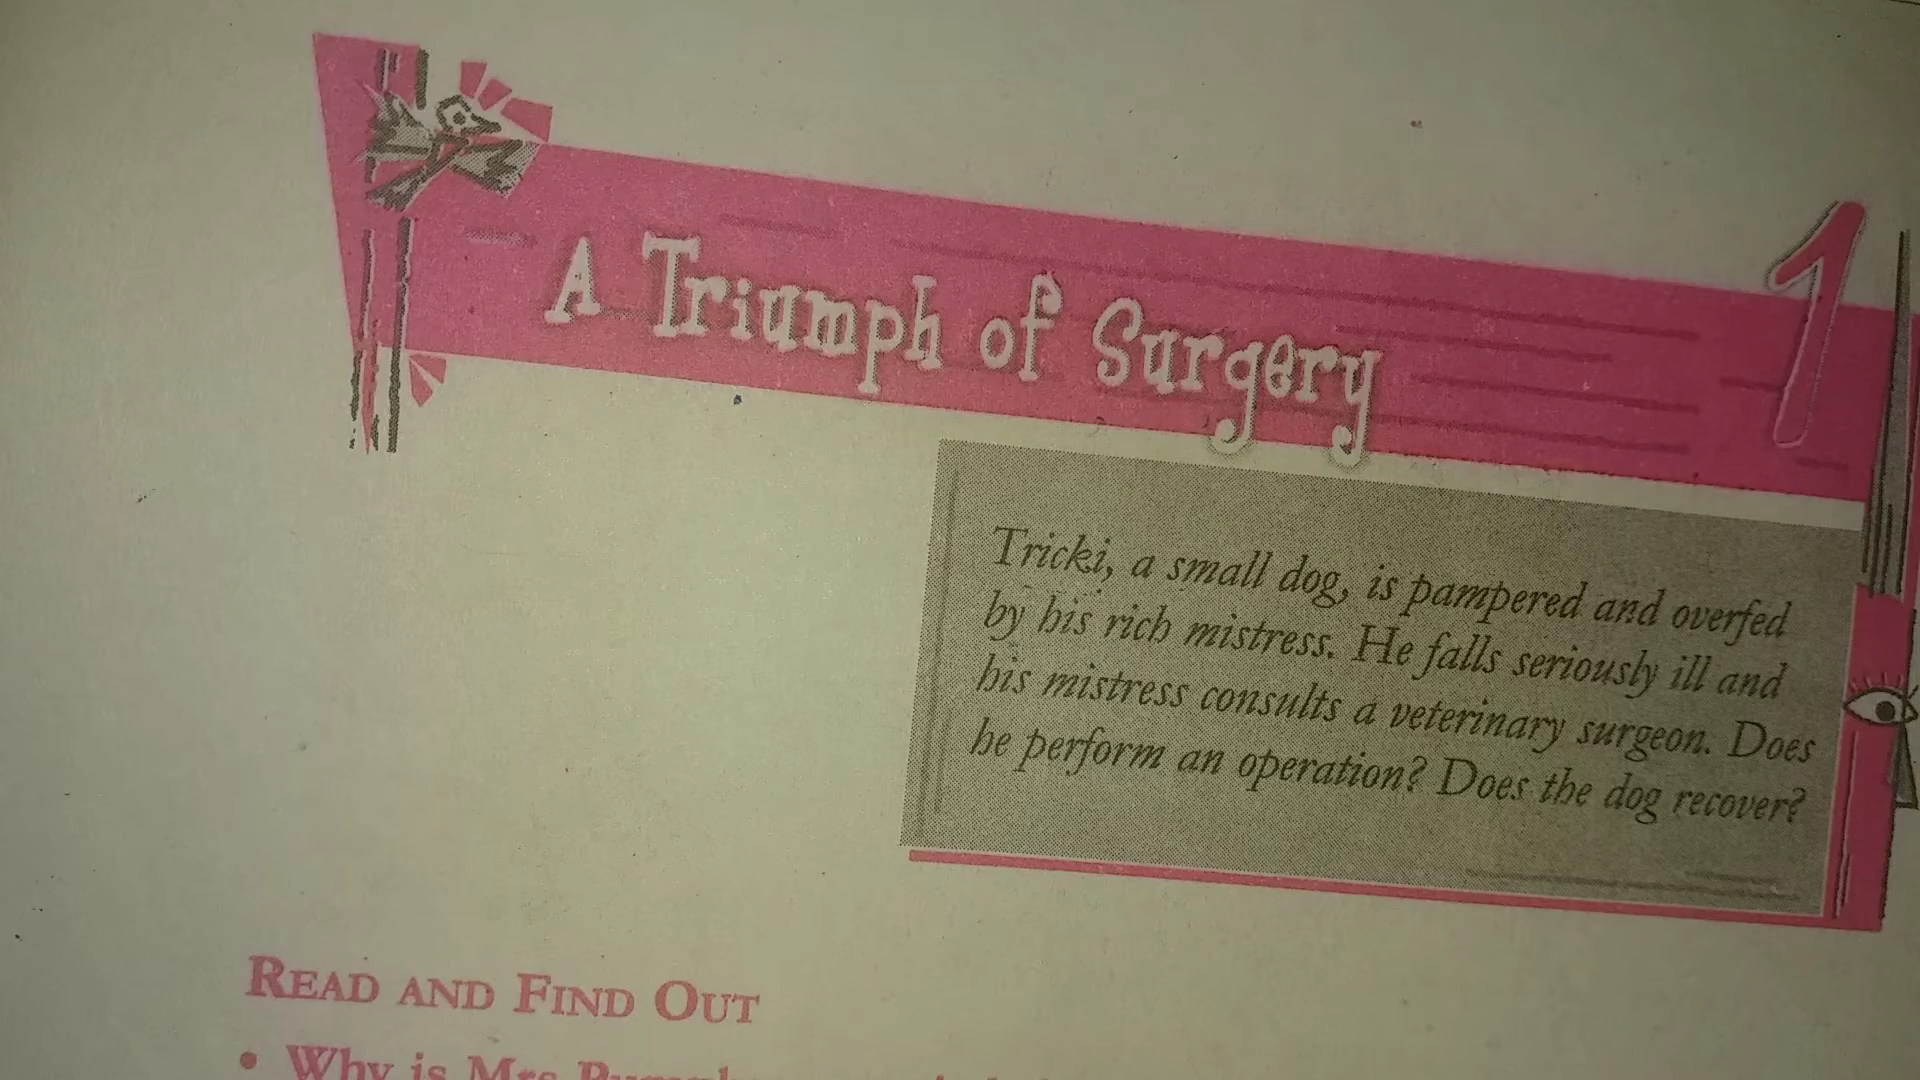 A Triumph of Surgery
1
Tricki, a small dog, is pampered and overfed
by his rich mistress. He falls seriously ill and
his mistress consults a veterinary surgeon. Does
he perform an operation? Does the dog recover?
READ AND FIND OUT
• Why is Mrs